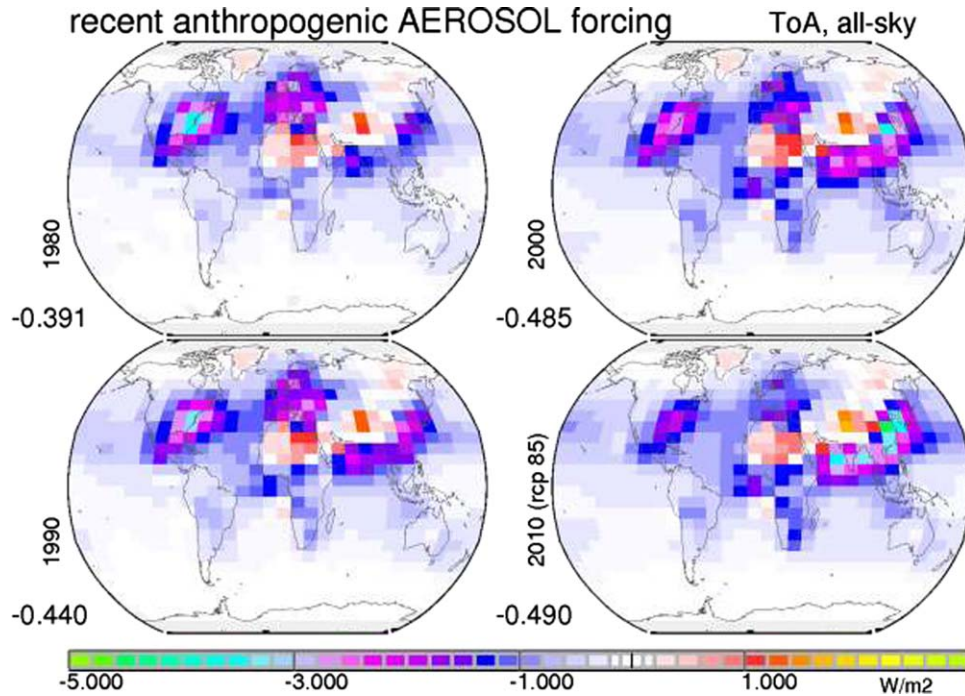 recent anthropogenic AEROSOL forcing
ToA, all-sky
1980
-0.391
2000
-0.485
1990
-0.440
2010 (rcp 85)
-0.490
-5.000 -3.000 -1.000 1.000 W/m2